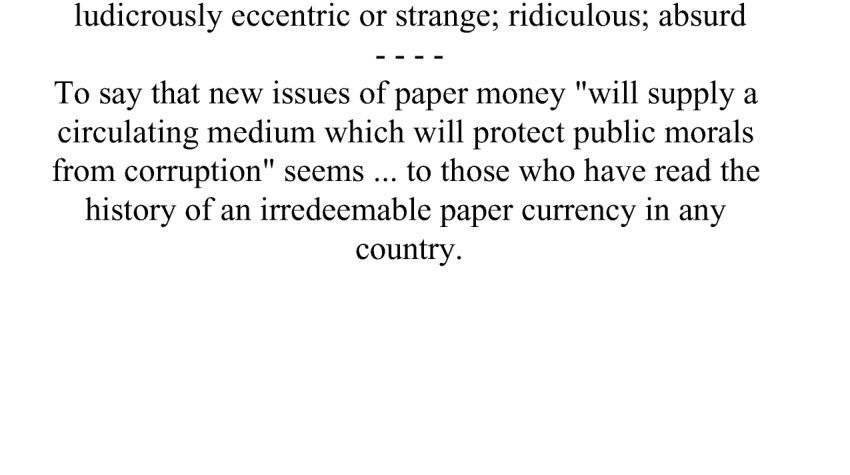 ludicrously eccentric or strange; ridiculous; absurd
- - - -
To say that new issues of paper money "will supply a
circulating medium which will protect public morals
from corruption" seems ... to those who have read the
history of an irredeemable paper currency in any
country.